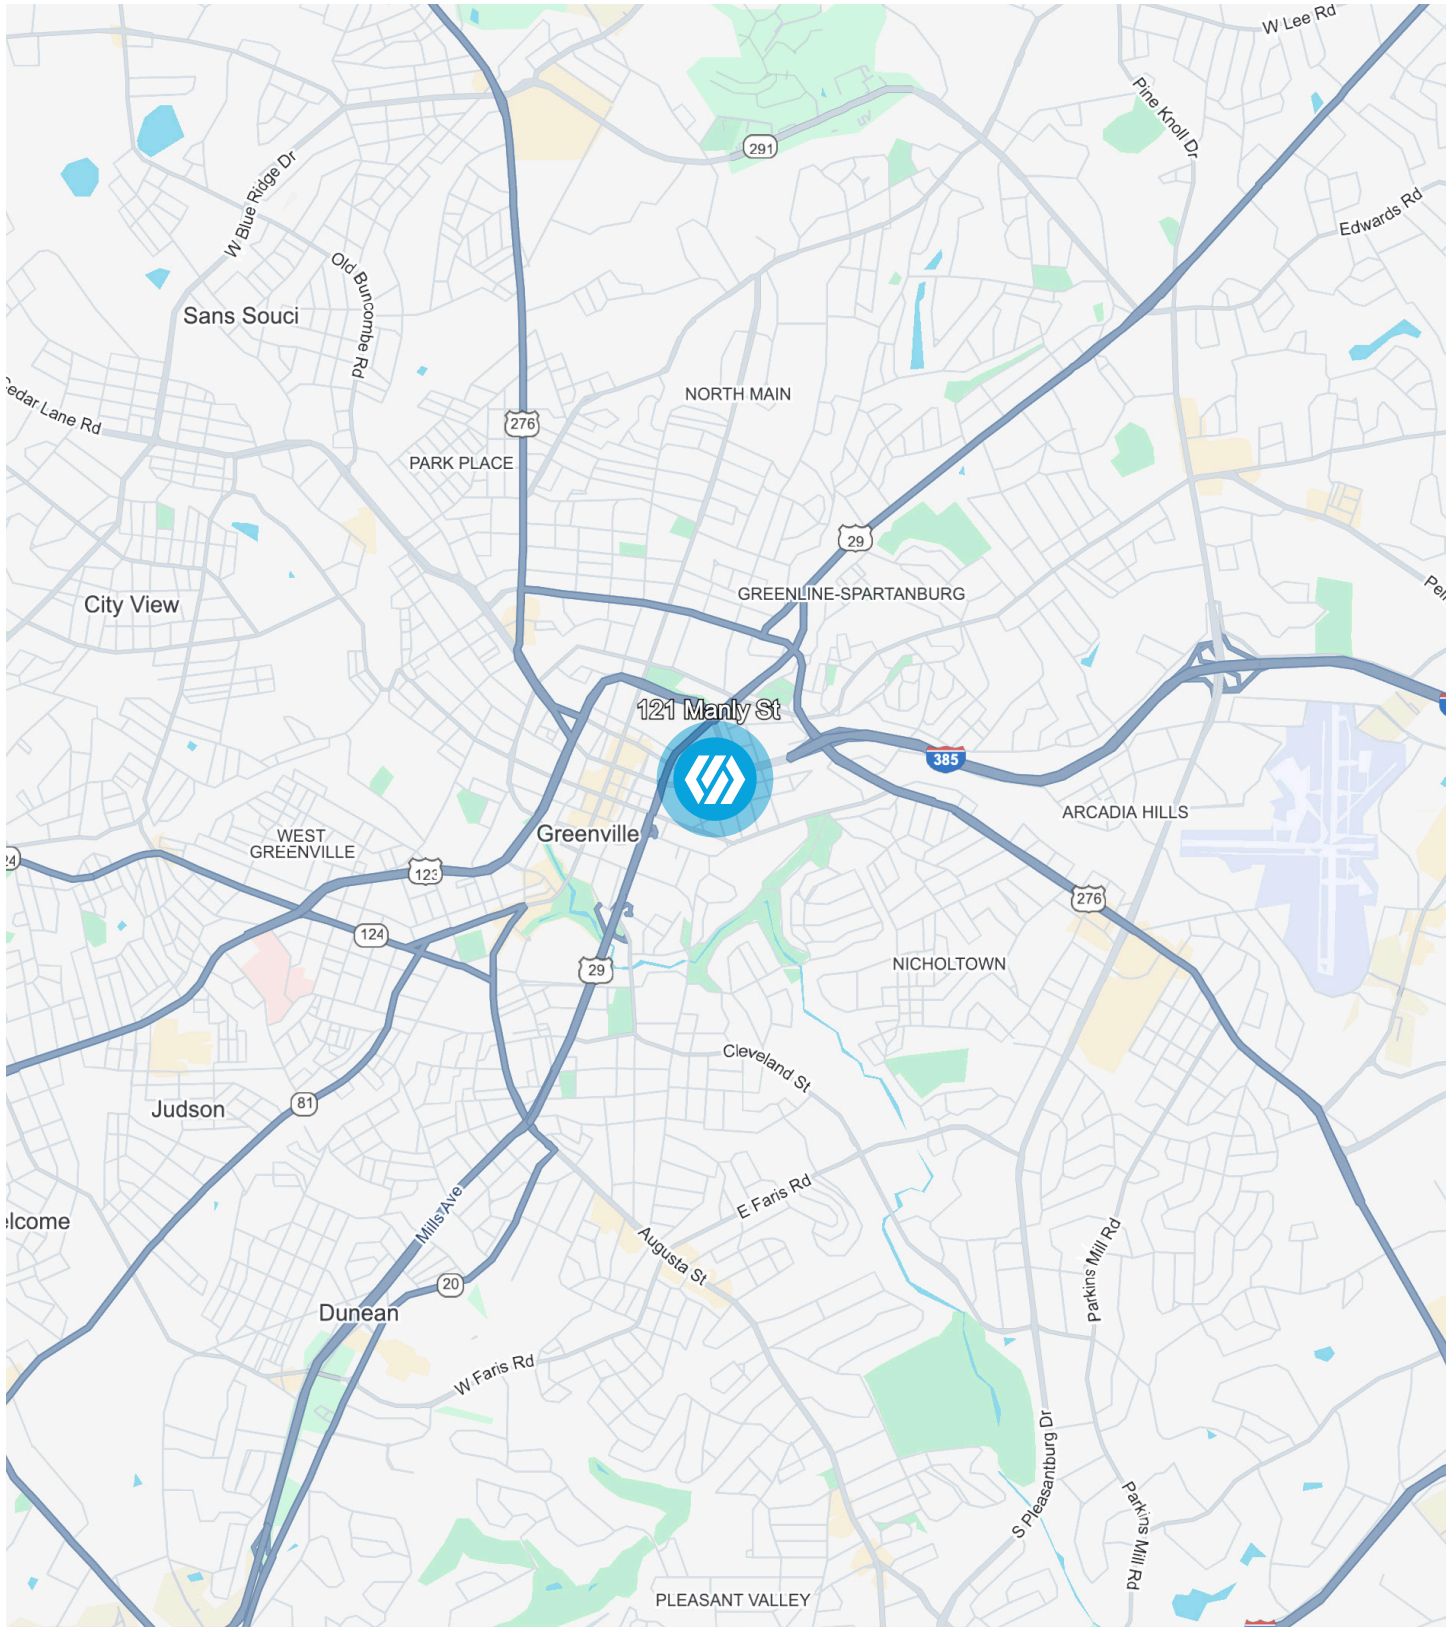 W Lee Rd
Pine Knoll Dr
291
W Blue Ridge Dr
Edwards Rd
Old Buncombe Rd
Sans Souci
Cedar Lane Rd
NORTH MAIN
276
PARK PLACE
29
GREENLINE-SPARTANBURG
City View
121 Manly St
385
ARCADIA HILLS
WEST
GREENVILLE
Greenville
24
123
276
124
NICHOLTOWN
29
Cleveland St
81
Judson
E Faris Rd
elcome
Mills Ave
Augusta St
Parkins Mill Rd
20
Dunean
W Faris Rd
S Pleasantburg Dr
Parkins Mill Rd
PLEASANT VALLEY